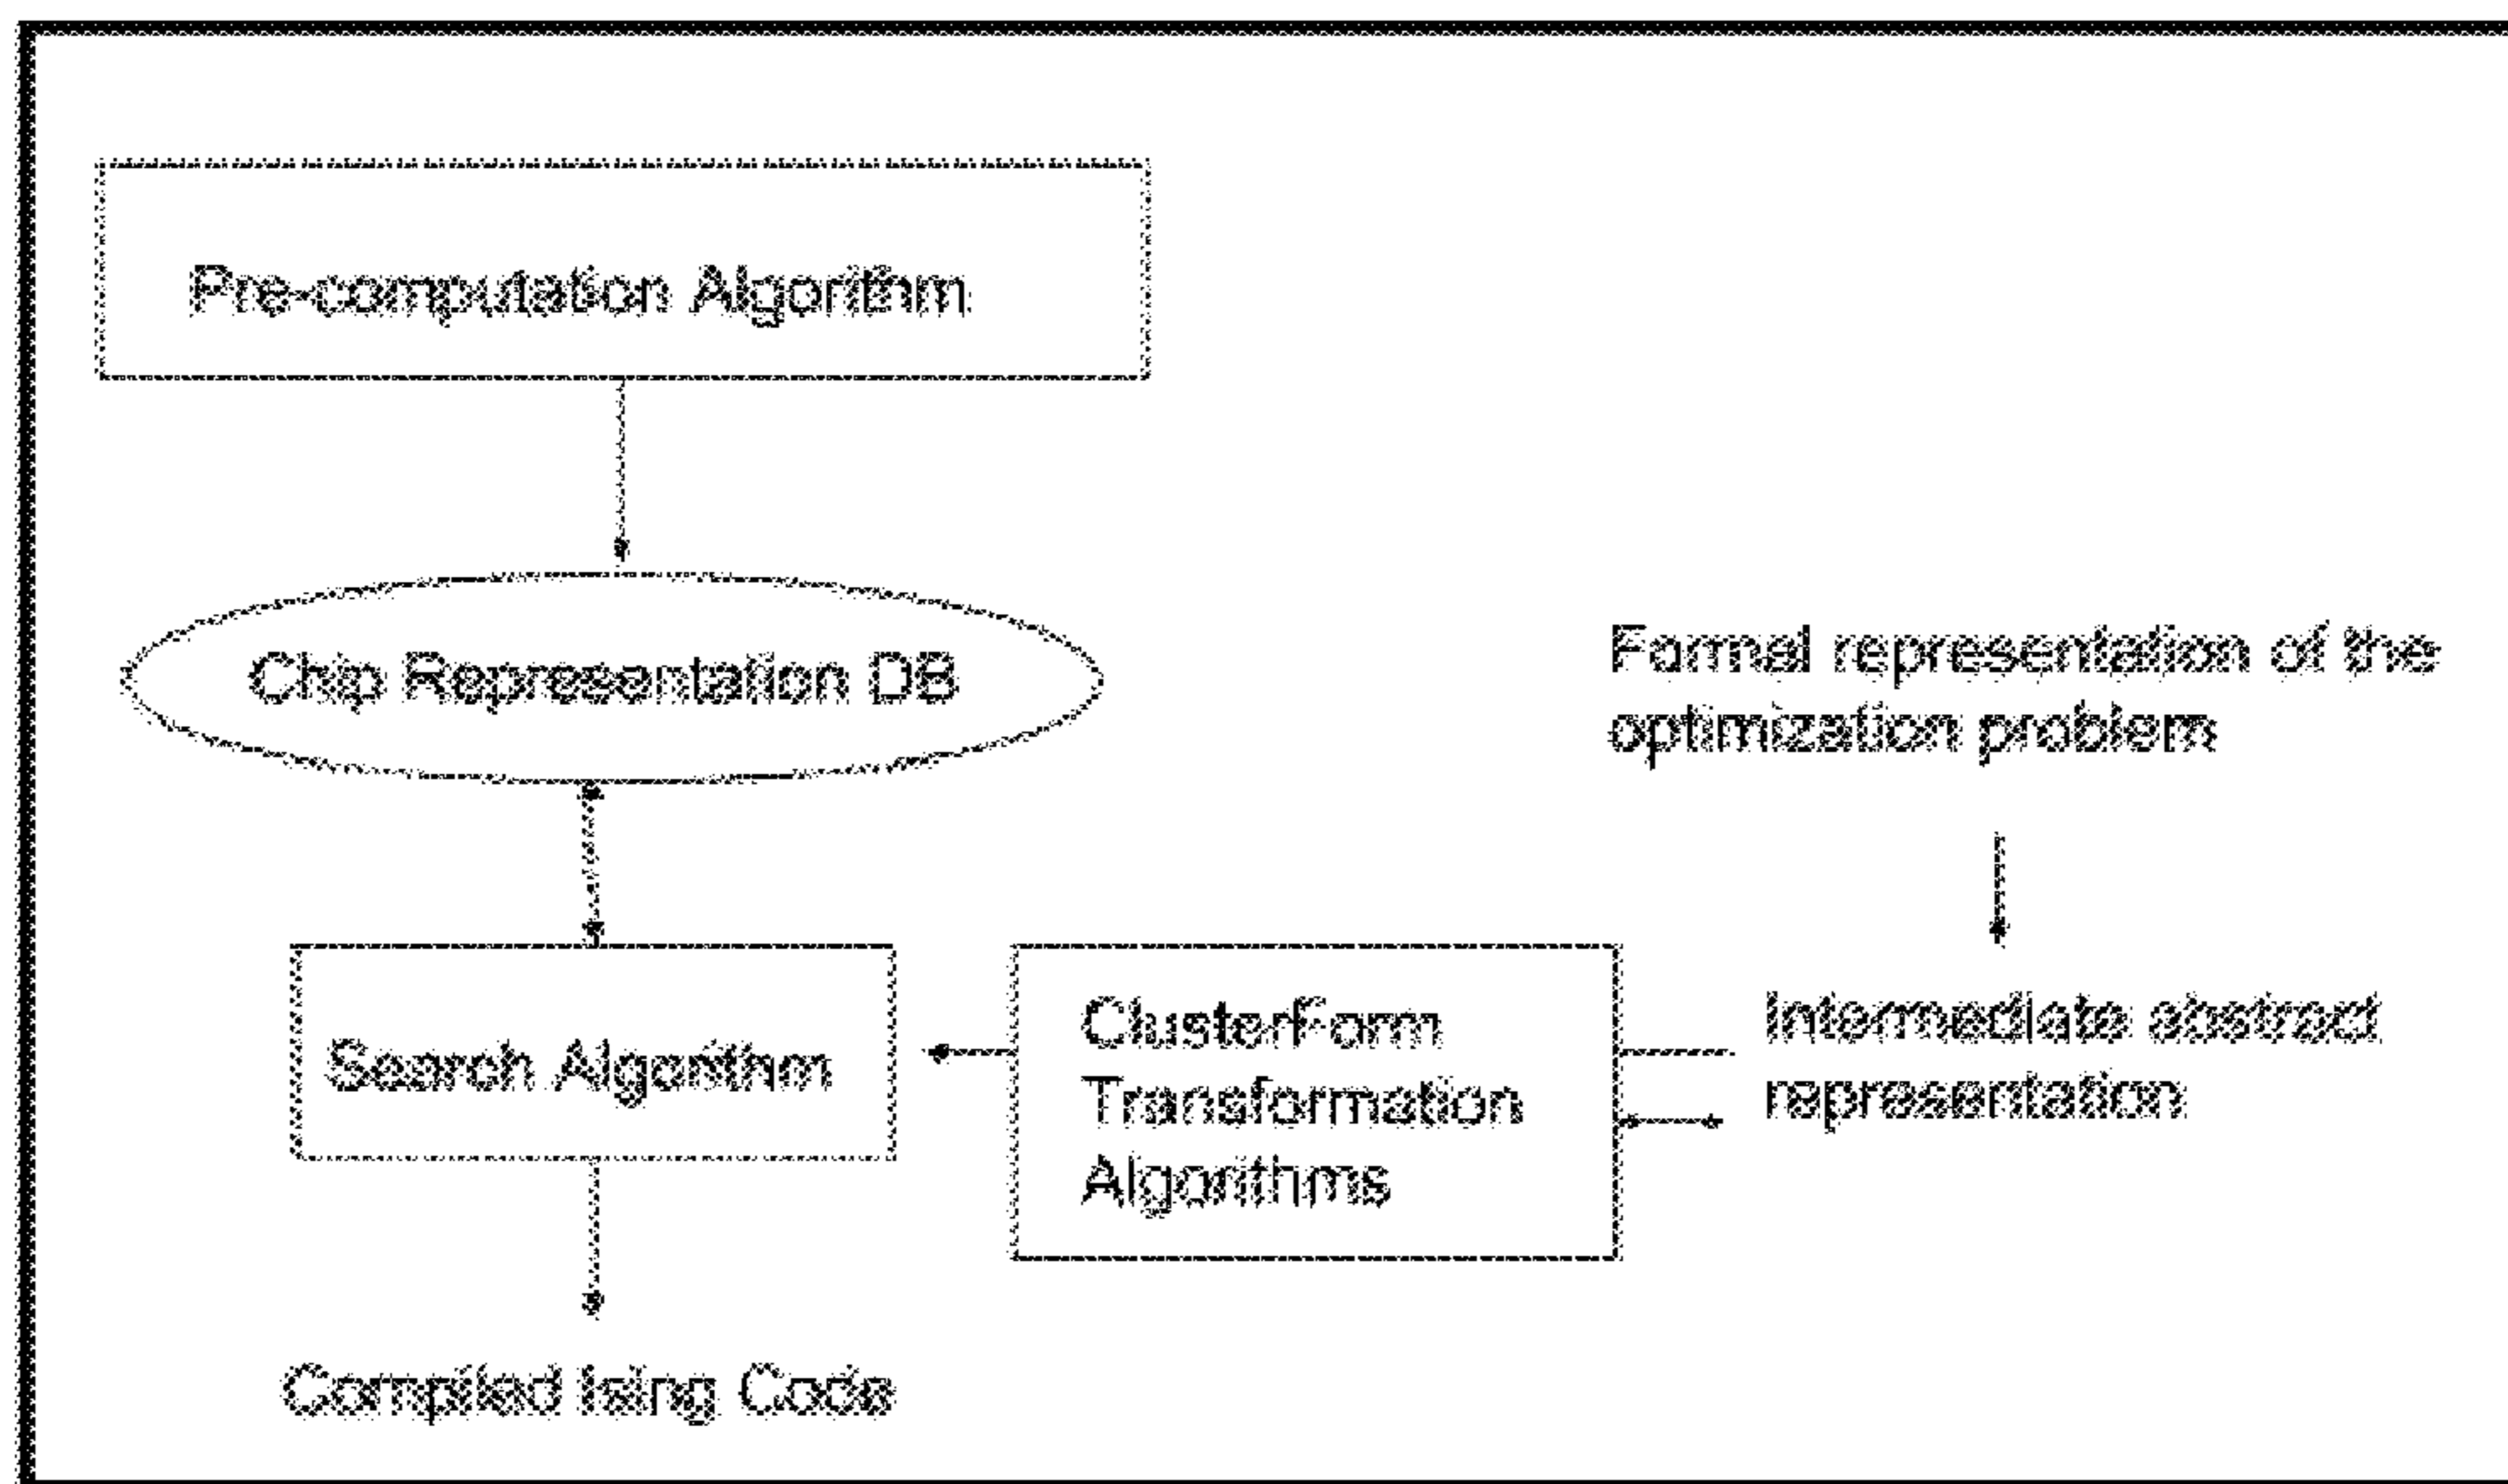 Pre-computation Algorithm
Chip Representation DB
Formal representation of the
optimization problem
Search Algorithm
ClusterForm
Transformation
Algorithms
Intermediate abstract
representation
Compiled Ising Code